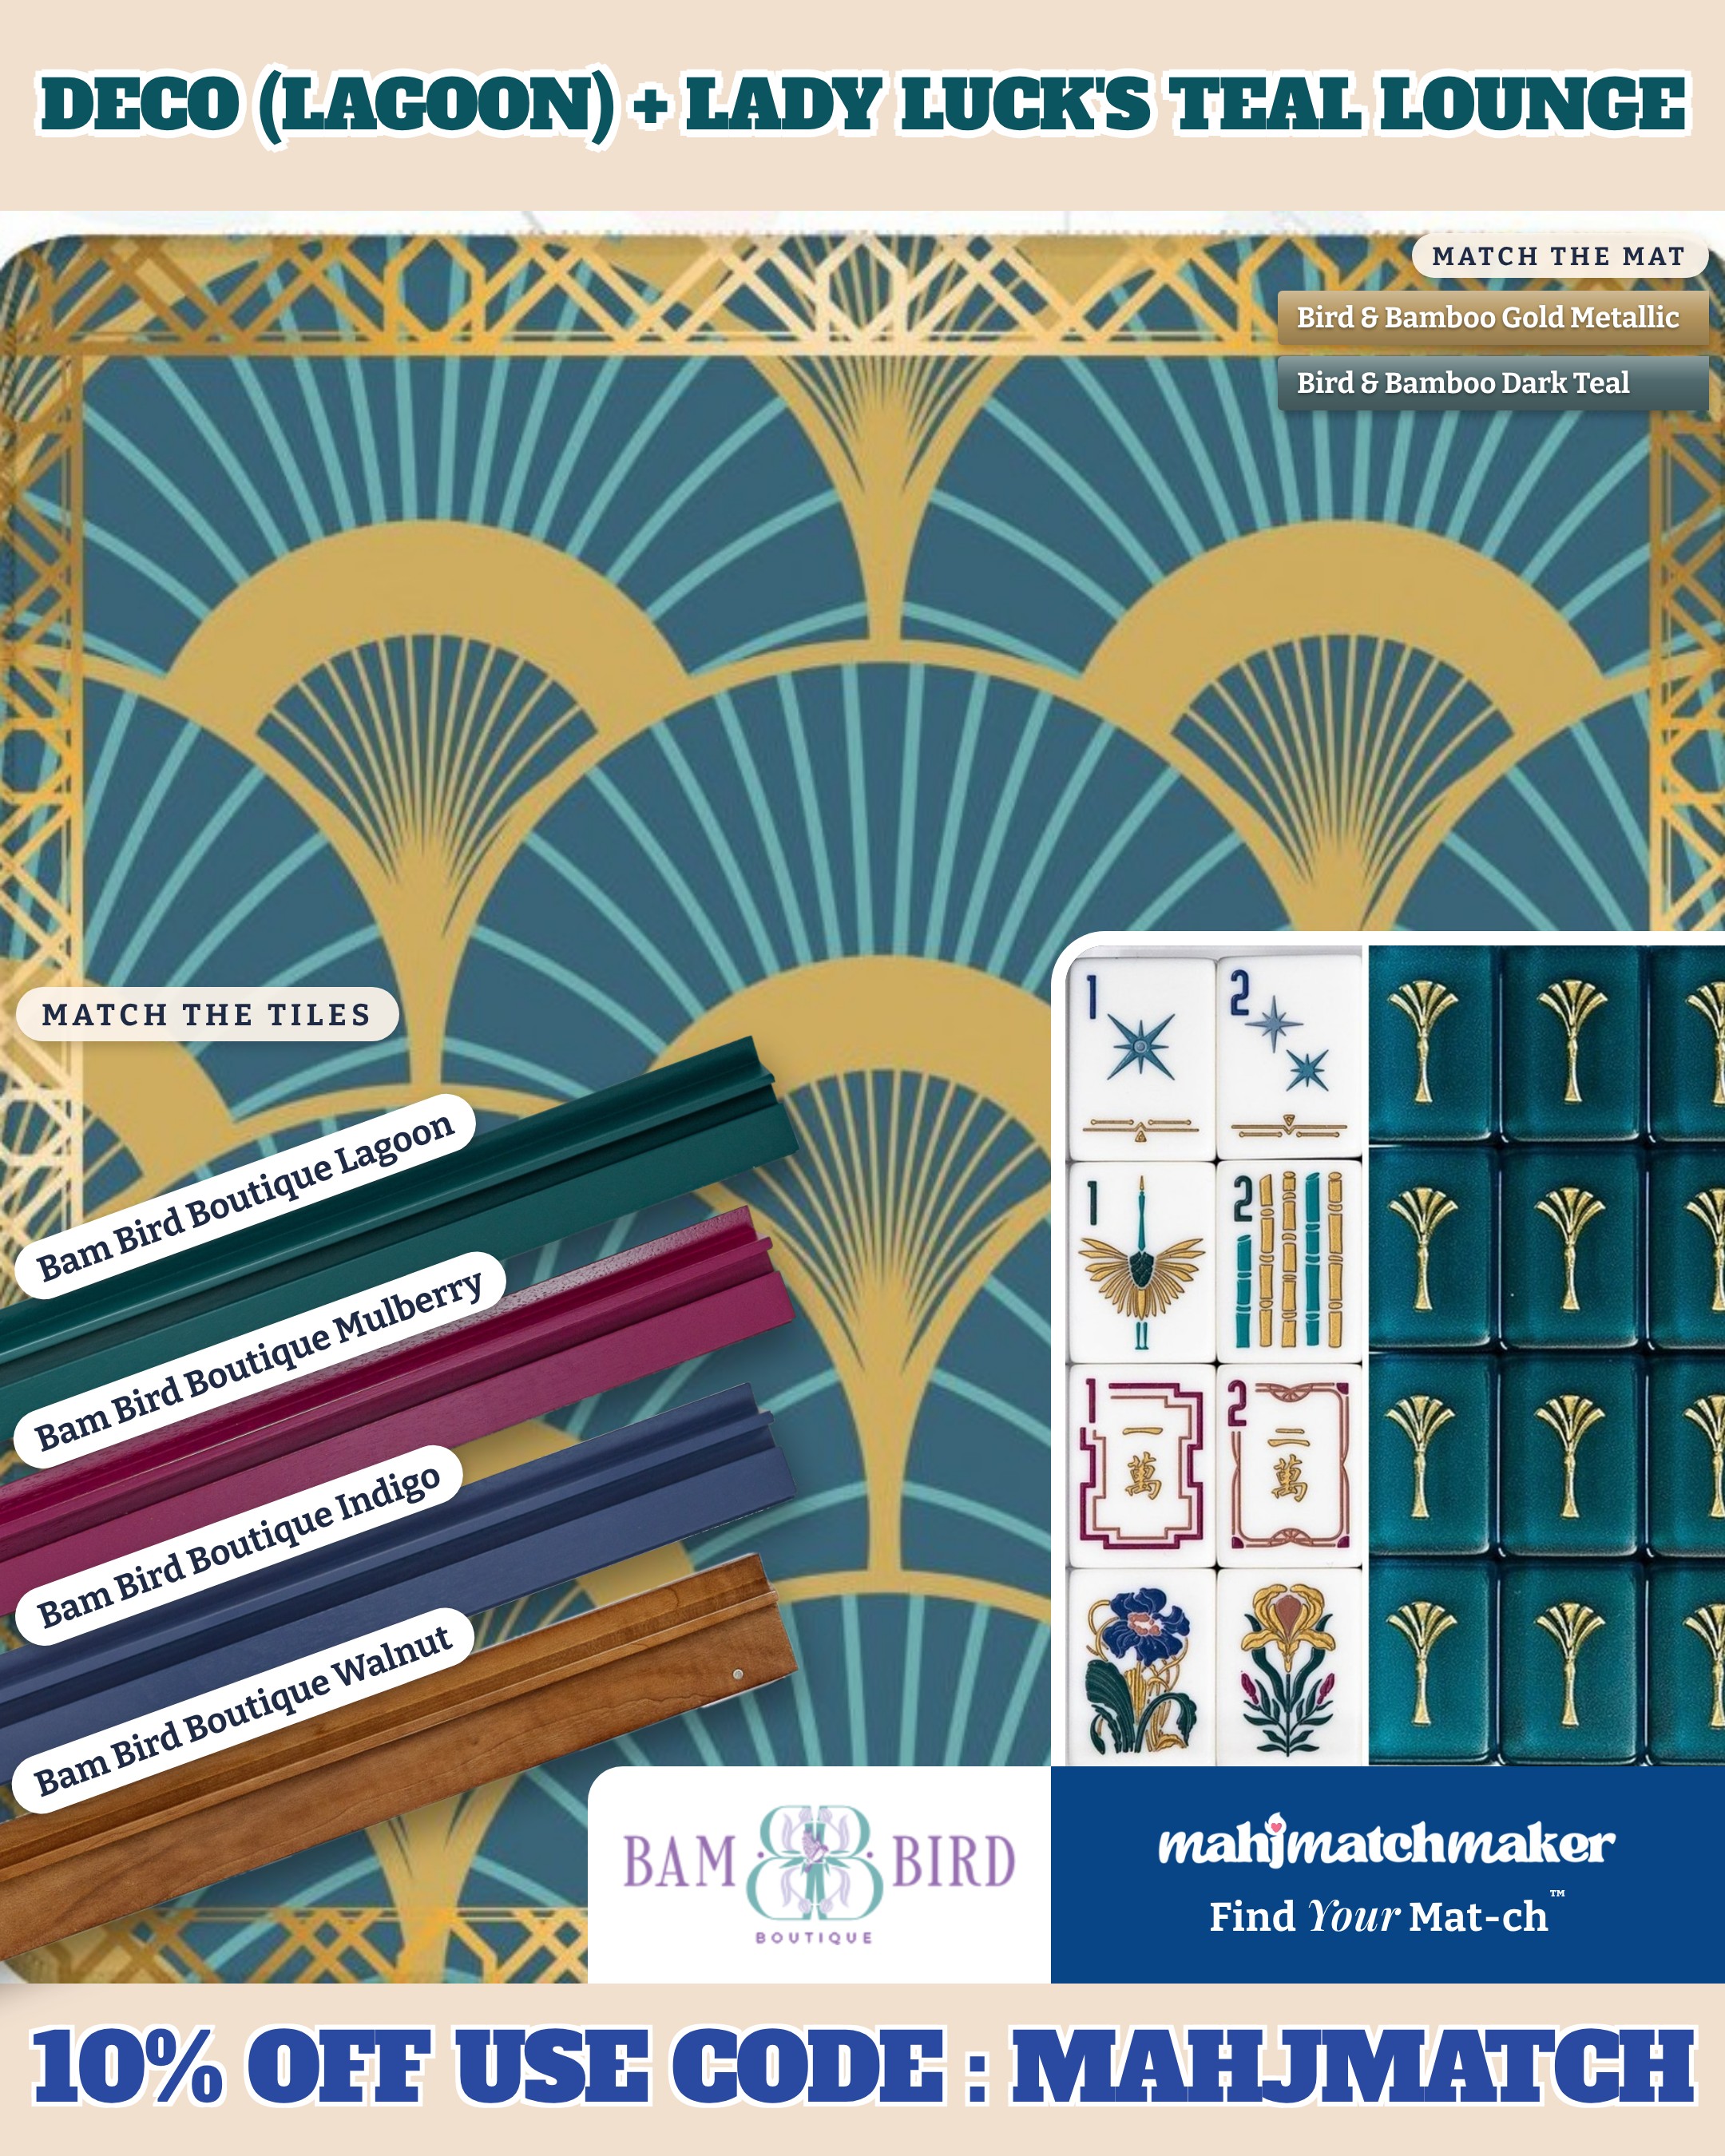 DECO (LAGOON) + LADY LUCK'S TEAL LOUNGE
MATCH THE MAT
Bird & Bamboo Gold Metallic
Bird & Bamboo Dark Teal
MATCH THE TILES
Bam Bird Boutique Lagoon
Bam Bird Boutique Mulberry
Bam Bird Boutique Indigo
Bam Bird Boutique Walnut
1 2
1 2
1 2
一 二
萬 萬
BAM BB BIRD
BOUTIQUE
mahjmatchmaker
Find Your Mat-ch™
10% OFF USE CODE : MAHJMATCH